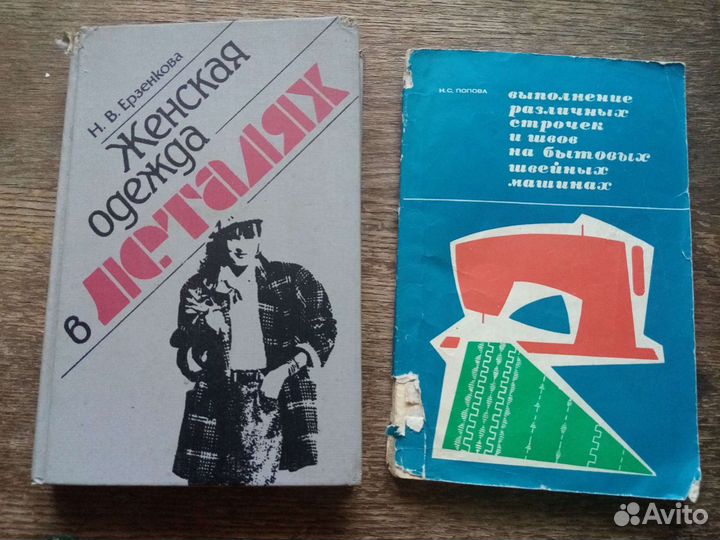 Н. В. Ерзенкова
Женская
одежда
в ДЕТАЛЯХ
Н.С. ПОПОВА
выполнение
различных
строчек
и швов
на бытовых
швейных
машинах
Avito